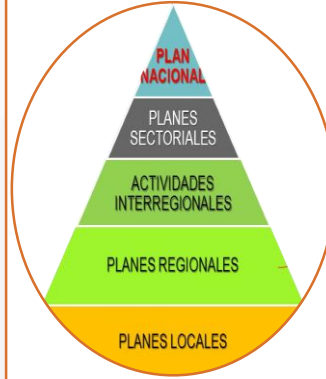 PLAN
NACIONAL
PLANES
SECTORIALES
ACTIVIDADES
INTERREGIONALES
PLANES REGIONALES
PLANES LOCALES